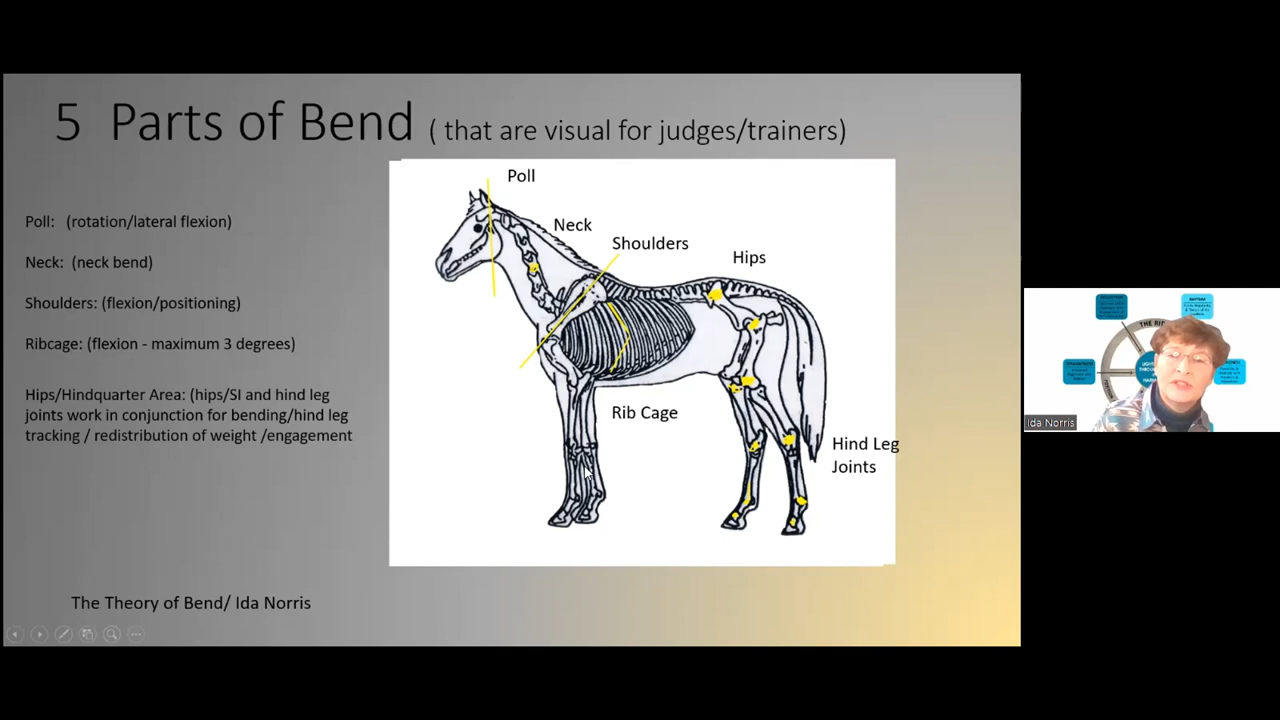 5 Parts of Bend ( that are visual for judges/trainers)
Poll
Neck
Shoulders
Hips
Rib Cage
Hind Leg
Joints
Poll: (rotation/lateral flexion)
Neck: (neck bend)
Shoulders: (flexion/positioning)
Ribcage: (flexion - maximum 3 degrees)
Hips/Hindquarter Area: (hips/SI and hind leg
joints work in conjunction for bending/hind leg
tracking / redistribution of weight /engagement
The Theory of Bend/ Ida Norris
THE RI
Ida Norris